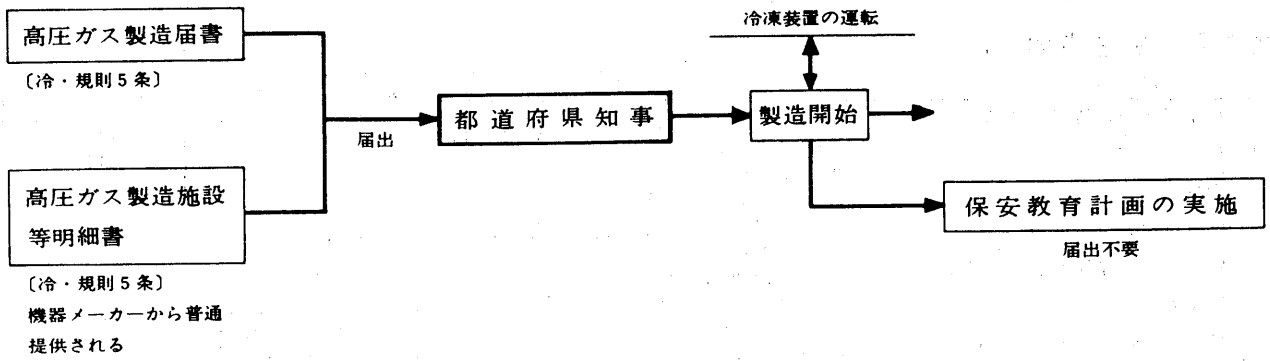 高圧ガス製造届書
〔冷・規則5条〕
届出
高圧ガス製造施設
等明細書
〔冷・規則5条〕
機器メーカーから普通
提供される
都道府県知事
冷凍装置の運転
製造開始
保安教育計画の実施
届出不要